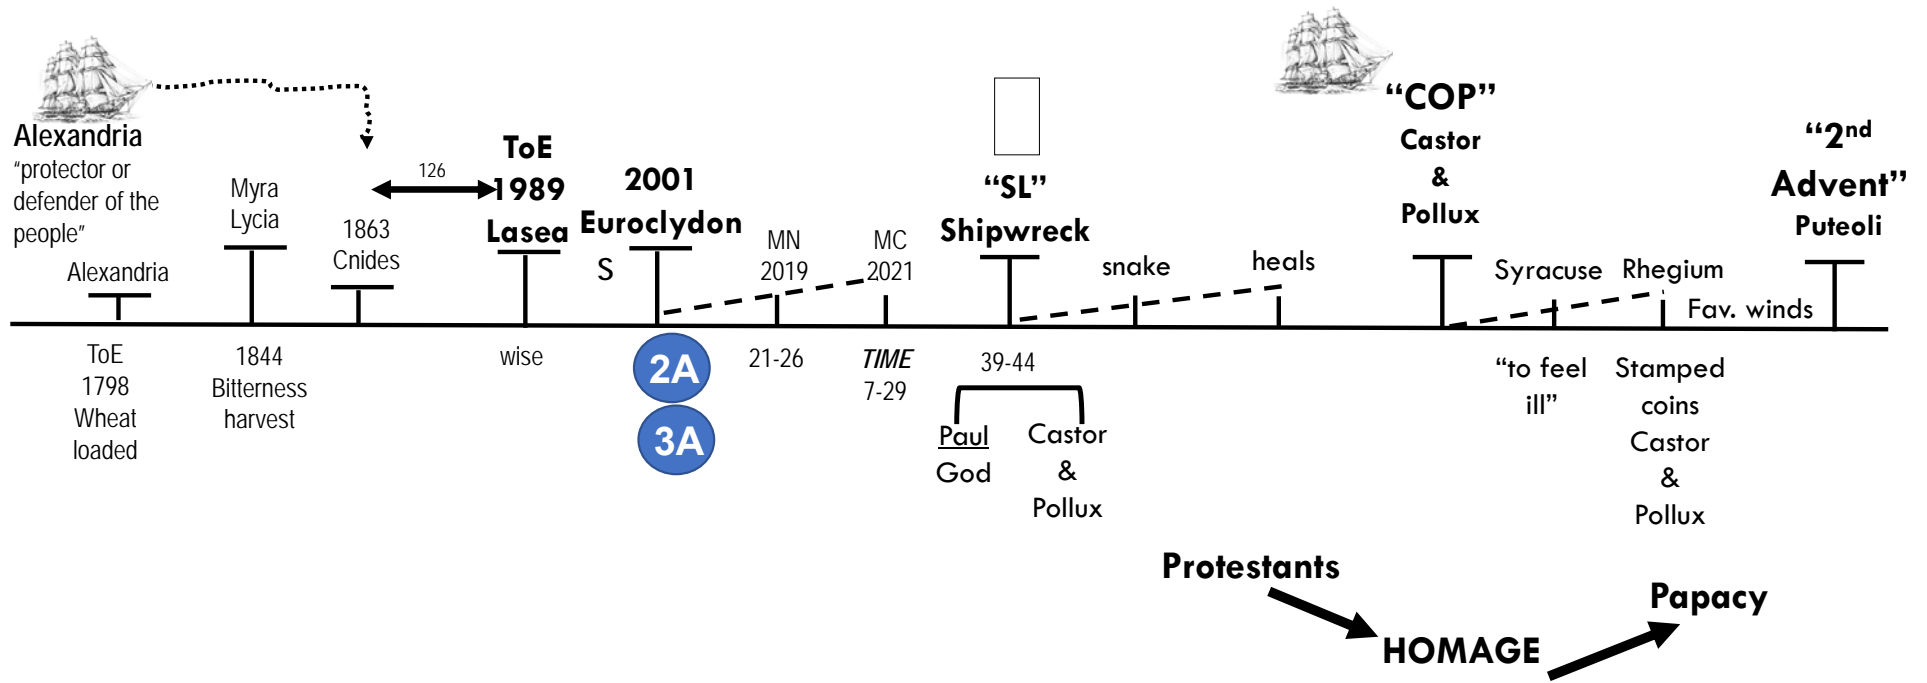 Alexandria
"protector or
defender of the
people"
Alexandria
ToE
1798
Wheat
loaded
Myra
Lycia
1844
Bitterness
harvest
1863
Cnides
126
ToE
1989
Lasea
wise
2001
Euroclydon
S
2A
3A
MN
2019
21-26
MC
2021
TIME
7-29
“SL”
Shipwreck
39-44
Paul
God
Castor
&
Pollux
snake
heals
“COP”
Castor
&
Pollux
Syracuse
“to feel
ill”
Rhegium
Stamped
coins
Castor
&
Pollux
Fav. winds
“2nd
Advent”
Puteoli
Protestants
HOMAGE
Papacy